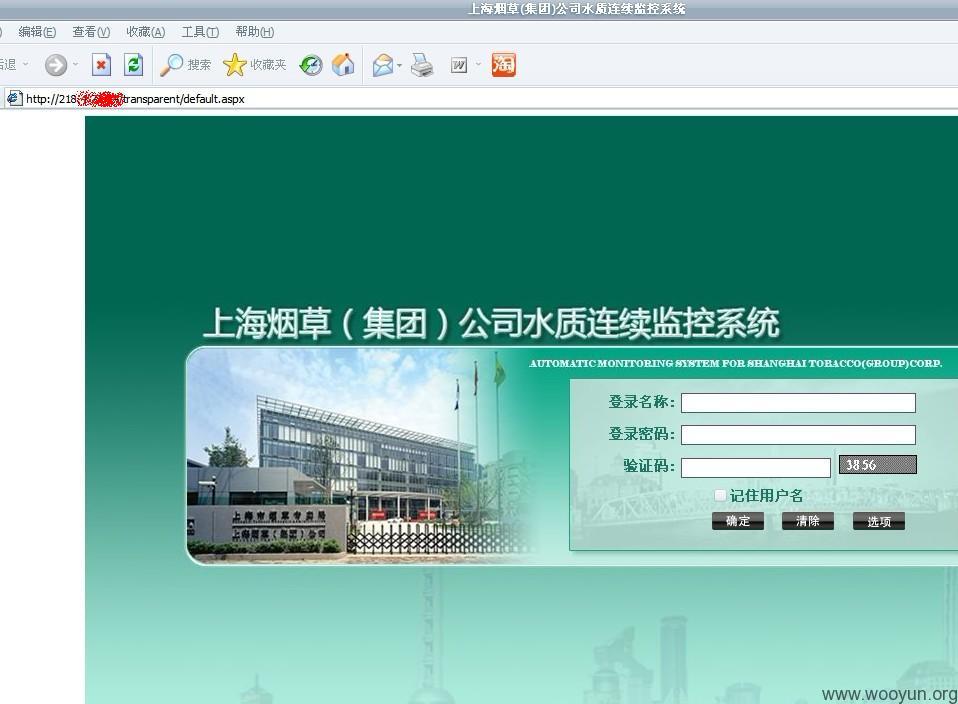 上海烟草(集团)公司水质连续监控系统
编辑(E) 查看(V) 收藏(A) 工具(T) 帮助(H)
后退 搜索 收藏夹 W 淘
http://218. /transparent/default.aspx
上海烟草（集团）公司水质连续监控系统
AUTOMATIC MONITORING SYSTEM FOR SHANGHAI TOBACCO(GROUP)CORP.
登录名称：
登录密码：
验证码： 3856
记住用户名
确定 清除 选项
上海市烟草专卖局
上海烟草（集团）公司
www.wooyun.org